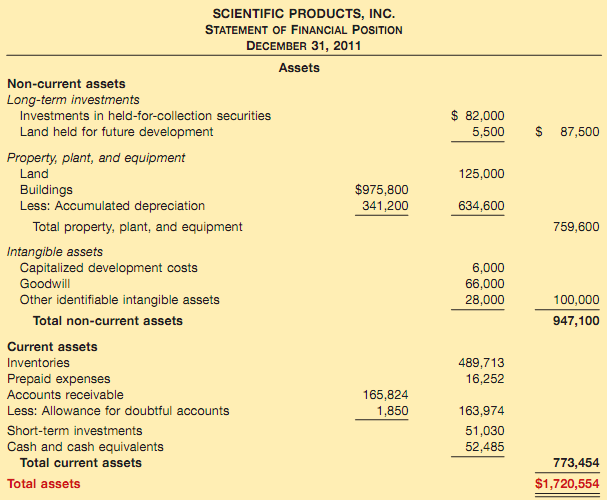 SCIENTIFIC PRODUCTS, INC.
STATEMENT OF FINANCIAL POSITION
DECEMBER 31, 2011
Assets
Non-current assets
Long-term investments
Investments in held-for-collection securities $ 82,000
Land held for future development 5,500 $ 87,500
Property, plant, and equipment
Land 125,000
Buildings $975,800
Less: Accumulated depreciation 341,200 634,600
Total property, plant, and equipment 759,600
Intangible assets
Capitalized development costs 6,000
Goodwill 66,000
Other identifiable intangible assets 28,000 100,000
Total non-current assets 947,100
Current assets
Inventories 489,713
Prepaid expenses 16,252
Accounts receivable 165,824
Less: Allowance for doubtful accounts 1,850 163,974
Short-term investments 51,030
Cash and cash equivalents 52,485
Total current assets 773,454
Total assets $1,720,554